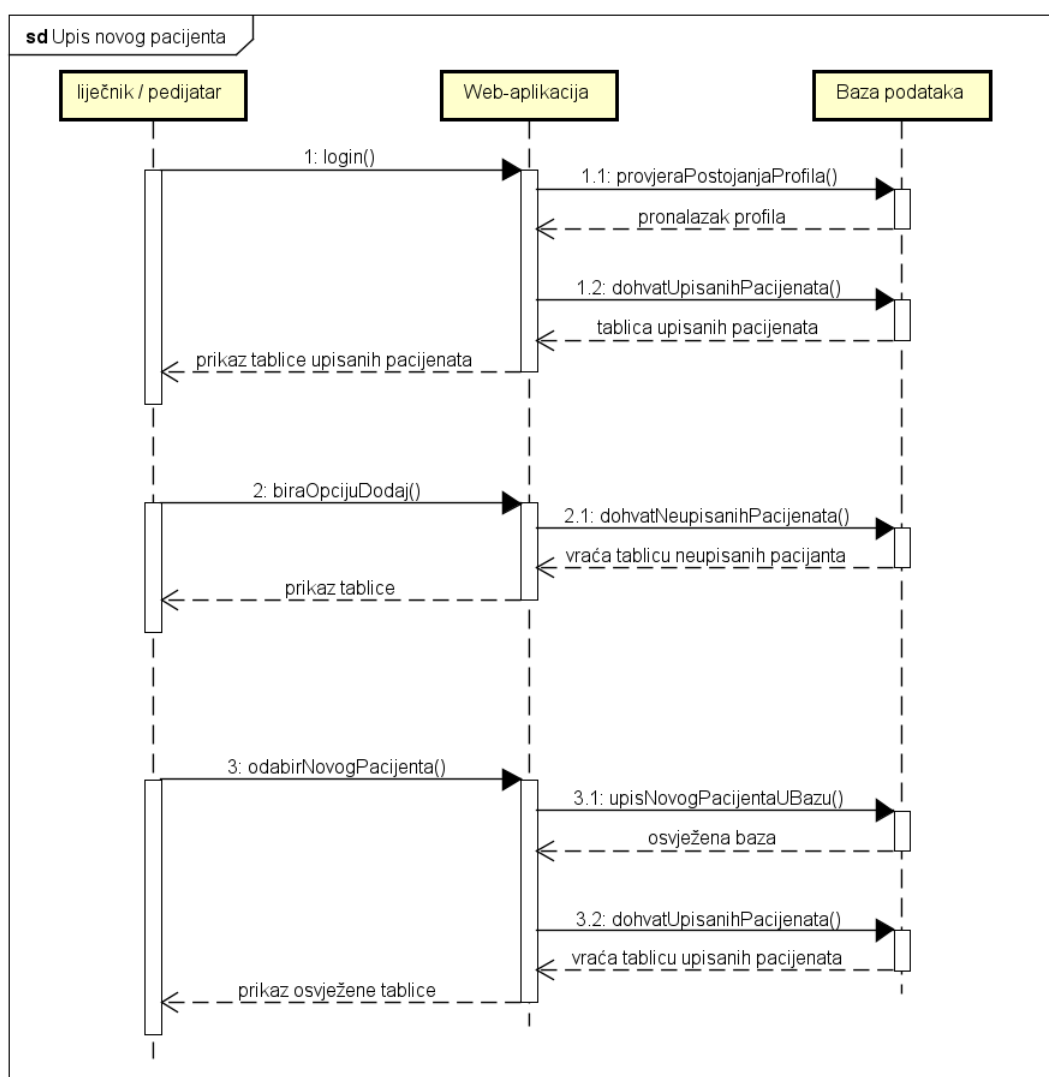 sd Upis novog pacijenta
liječnik / pedijatar
Web-aplikacija
Baza podataka
1: login()
1.1: provjeraPostojanjaProfila()
pronalazak profila
1.2: dohvatUpisanihPacijenata()
tablica upisanih pacijenata
prikaz tablice upisanih pacijenata
2: biraOpcijuDodaj()
2.1: dohvatNeupisanihPacijenata()
vraća tablicu neupisanih pacijanta
prikaz tablice
3: odabirNovogPacijenta()
3.1: upisNovogPacijentaUBazu()
osvježena baza
3.2: dohvatUpisanihPacijenata()
vraća tablicu upisanih pacijenata
prikaz osvježene tablice